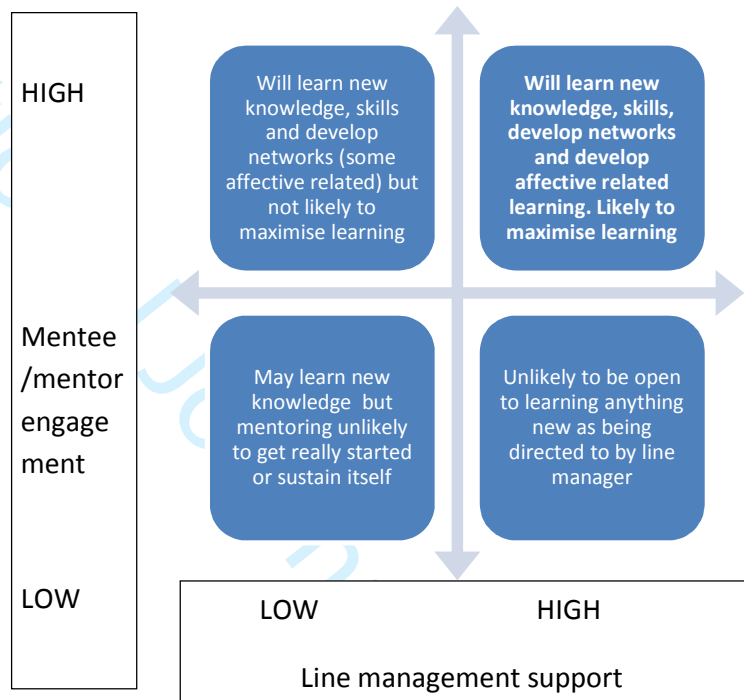 HIGH
Mentee
/mentor
engage
ment
LOW
Will learn new
knowledge, skills
and develop
networks (some
affective related) but
not likely to
maximise learning
Will learn new
knowledge, skills,
develop networks
and develop
affective related
learning. Likely to
maximise learning
May learn new
knowledge but
mentoring unlikely
to get really started
or sustain itself
Unlikely to be open
to learning anything
new as being
directed to by line
manager
LOW HIGH
Line management support